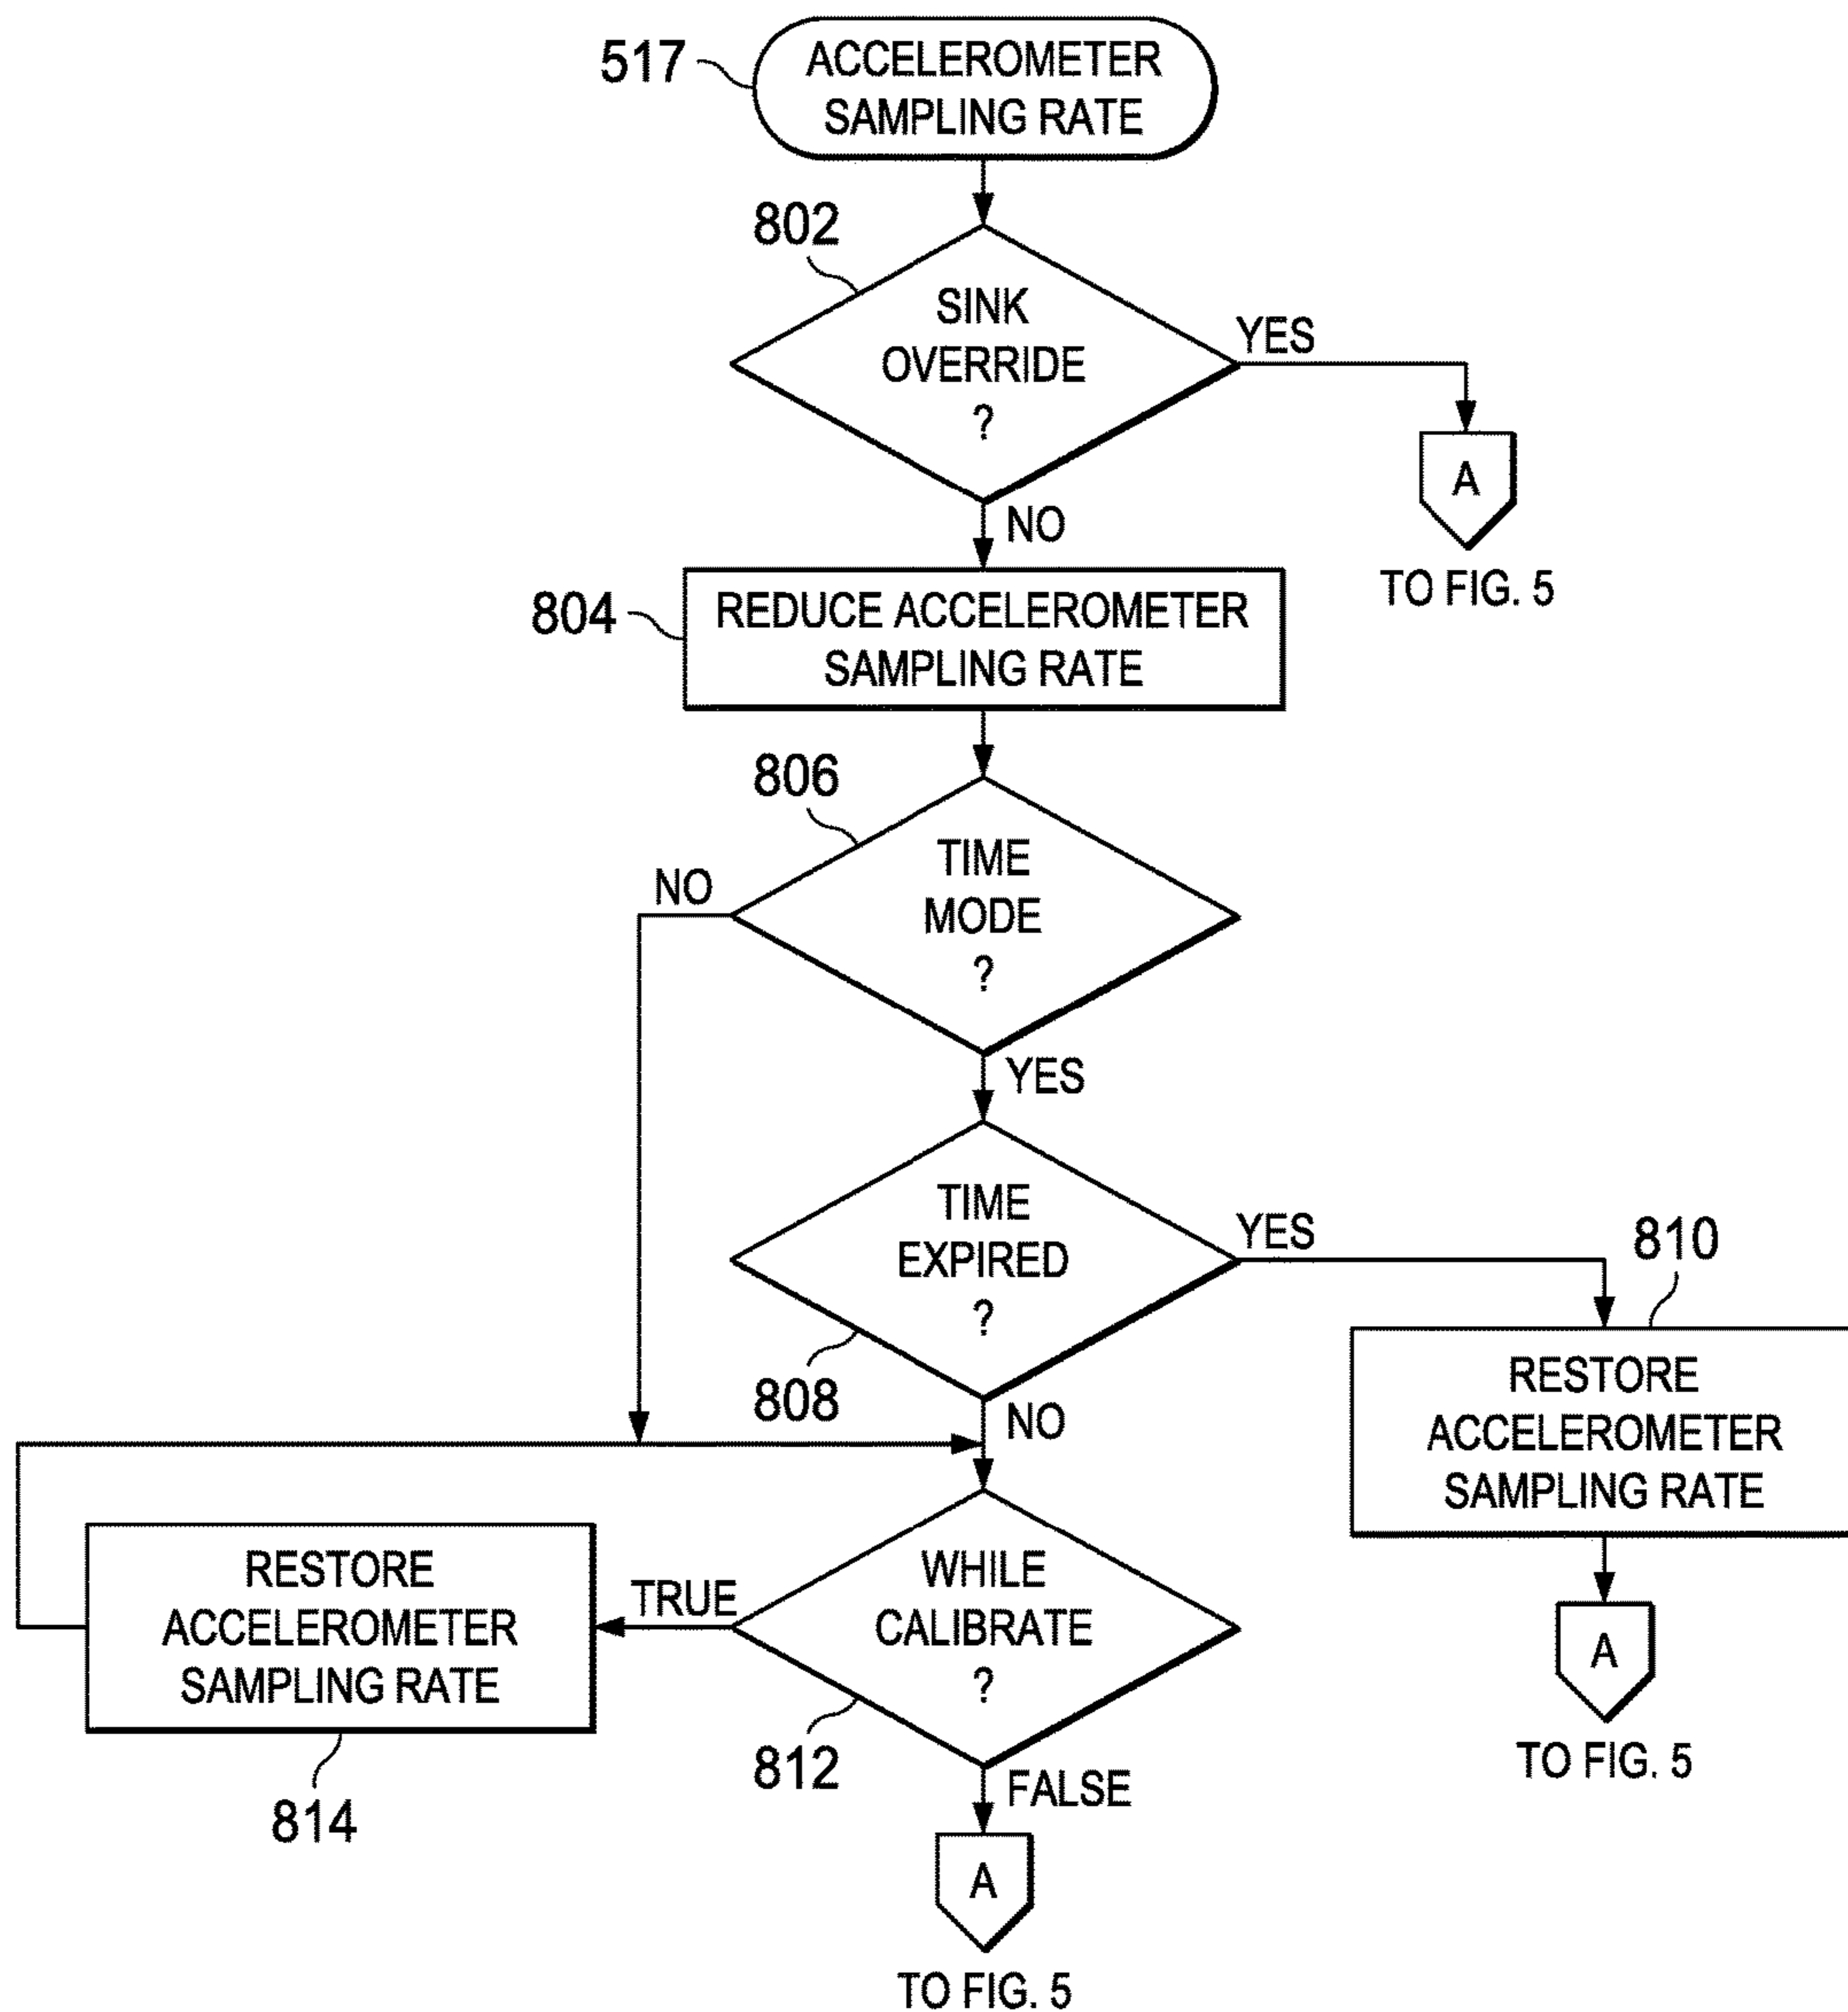 517
ACCELEROMETER
SAMPLING RATE
802
SINK
OVERRIDE
?
YES
A
TO FIG. 5
NO
804
REDUCE ACCELEROMETER
SAMPLING RATE
806
TIME
MODE
?
NO
YES
TIME
EXPIRED
?
808
YES
NO
810
RESTORE
ACCELEROMETER
SAMPLING RATE
A
TO FIG. 5
WHILE
CALIBRATE
?
812
TRUE
RESTORE
ACCELEROMETER
SAMPLING RATE
814
FALSE
A
TO FIG. 5